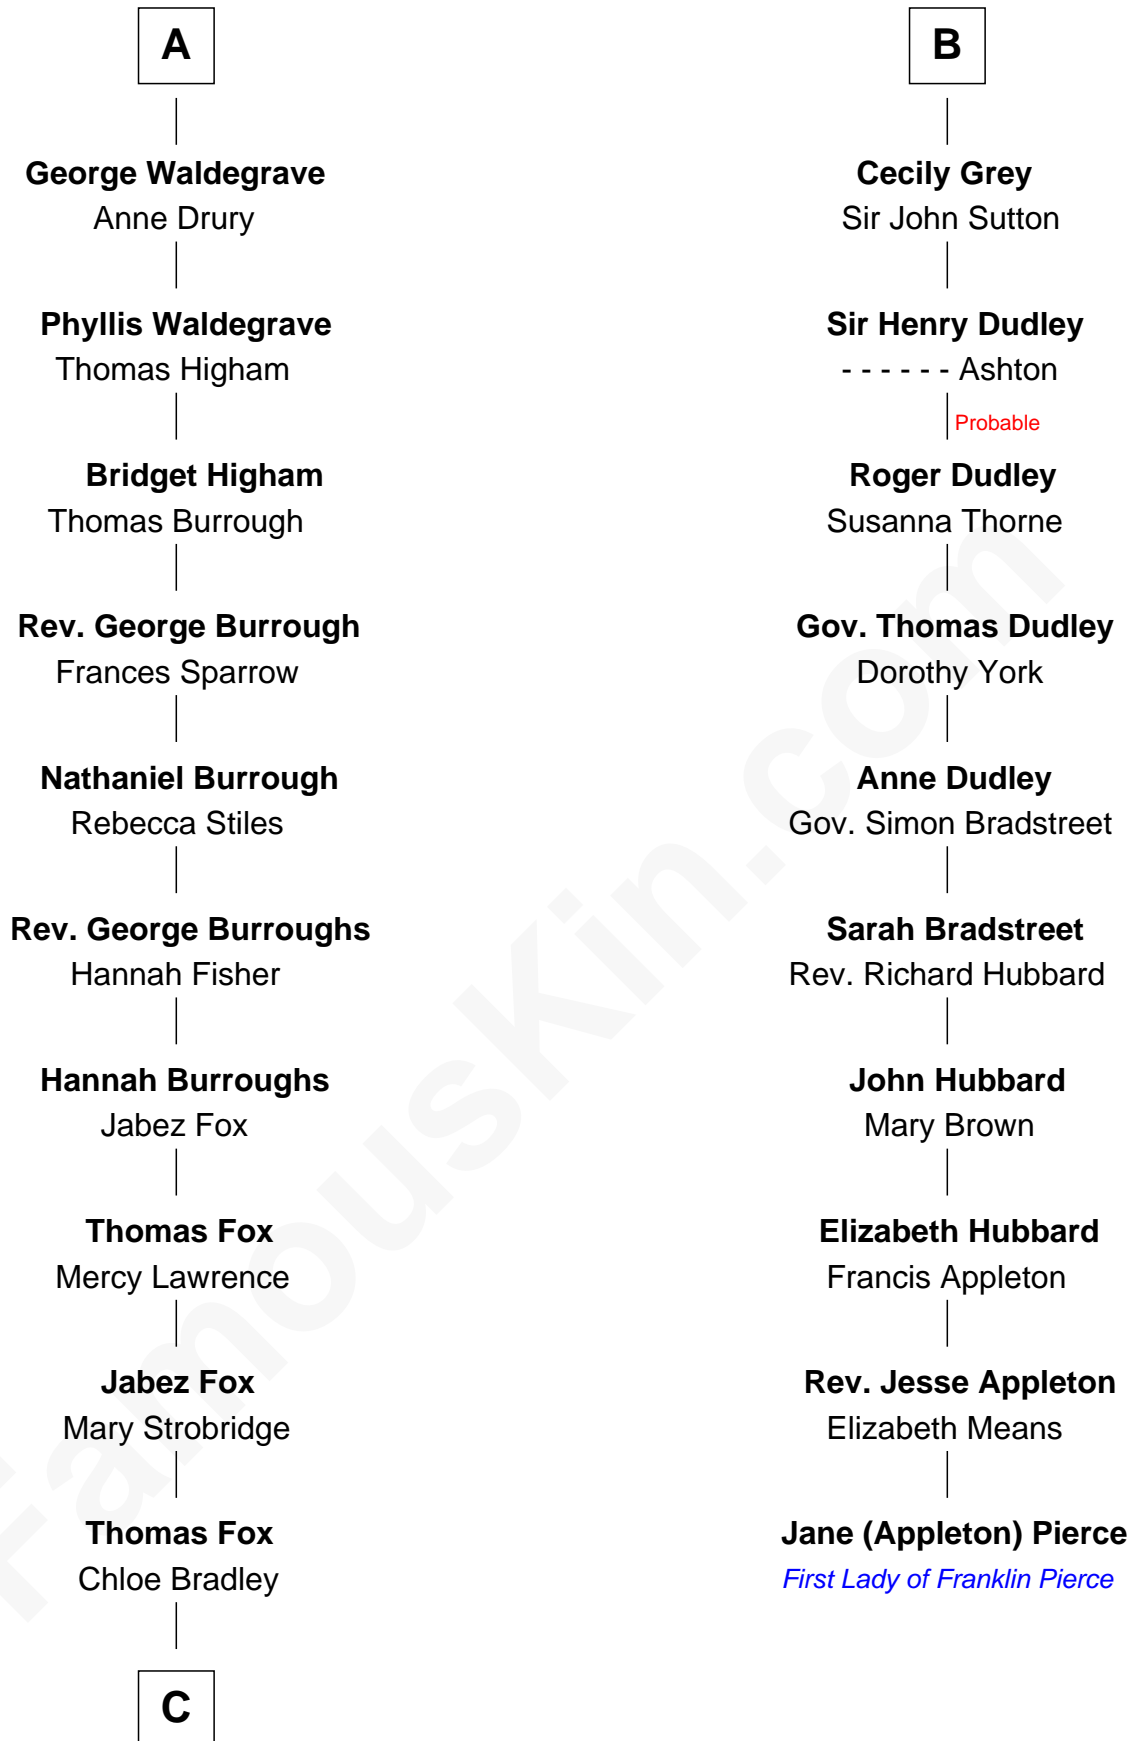 A
George Waldegrave
Anne Drury
Phyllis Waldegrave
Thomas Higham
Bridget Higham
Thomas Burrough
Rev. George Burrough
Frances Sparrow
Nathaniel Burrough
Rebecca Stiles
Rev. George Burroughs
Hannah Fisher
Hannah Burroughs
Jabez Fox
Thomas Fox
Mercy Lawrence
Jabez Fox
Mary Strobridge
Thomas Fox
Chloe Bradley
C
B
Cecily Grey
Sir John Sutton
Sir Henry Dudley
- - - - - - Ashton
Probable
Roger Dudley
Susanna Thorne
Gov. Thomas Dudley
Dorothy York
Anne Dudley
Gov. Simon Bradstreet
Sarah Bradstreet
Rev. Richard Hubbard
John Hubbard
Mary Brown
Elizabeth Hubbard
Francis Appleton
Rev. Jesse Appleton
Elizabeth Means
Jane (Appleton) Pierce
First Lady of Franklin Pierce
FamousKin.com